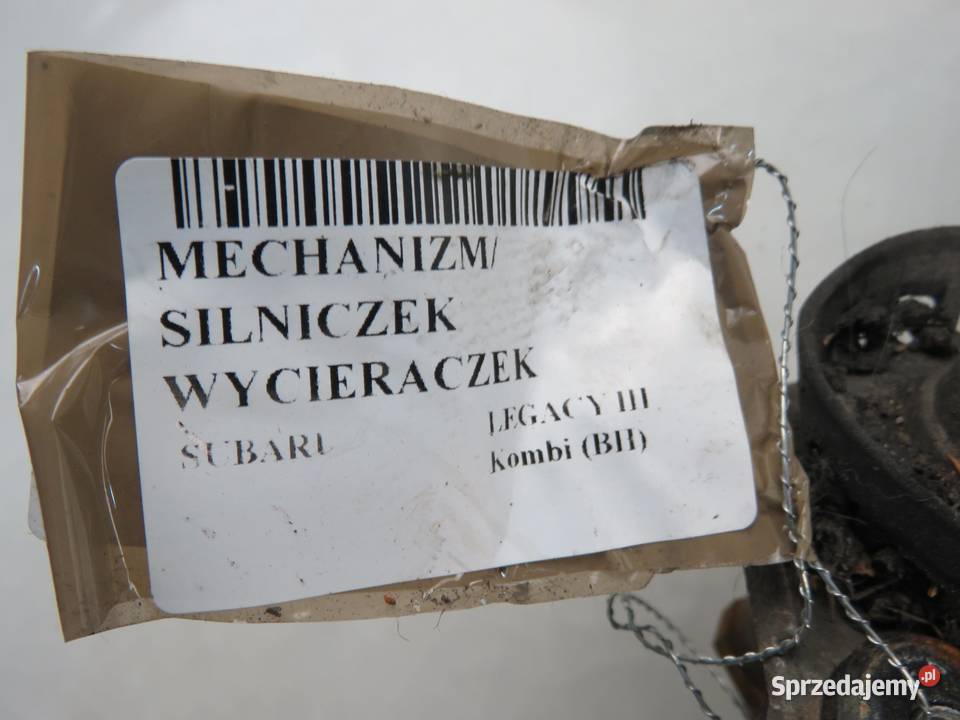 MECHANIZM/
SILNICZEK
WYCIERACZEK
SUBARU
LEGACY III
Kombi (BH)
Sprzedajemy.pl